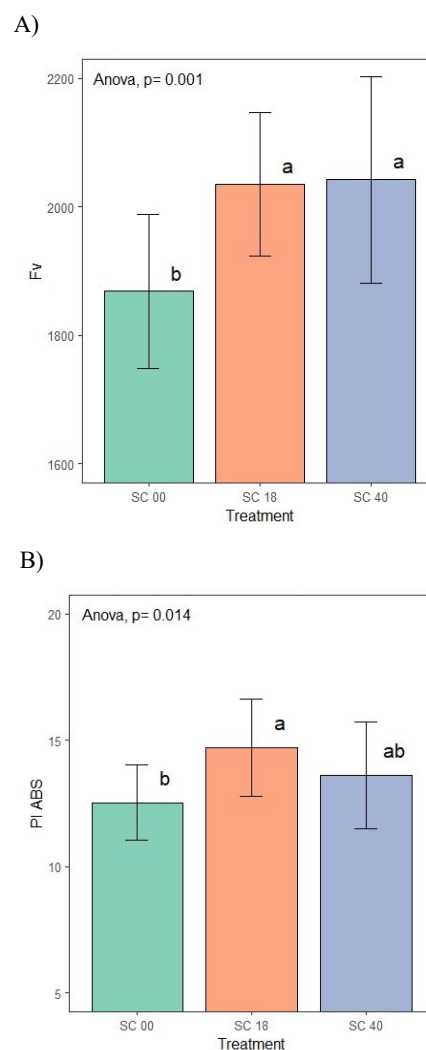 A)
Anova, p= 0.001
2200
2000
1800
1600
Fv
b
a
a
SC 00 SC 18 SC 40
Treatment
B)
Anova, p= 0.014
20
15
10
5
PI ABS
b
a
ab
SC 00 SC 18 SC 40
Treatment